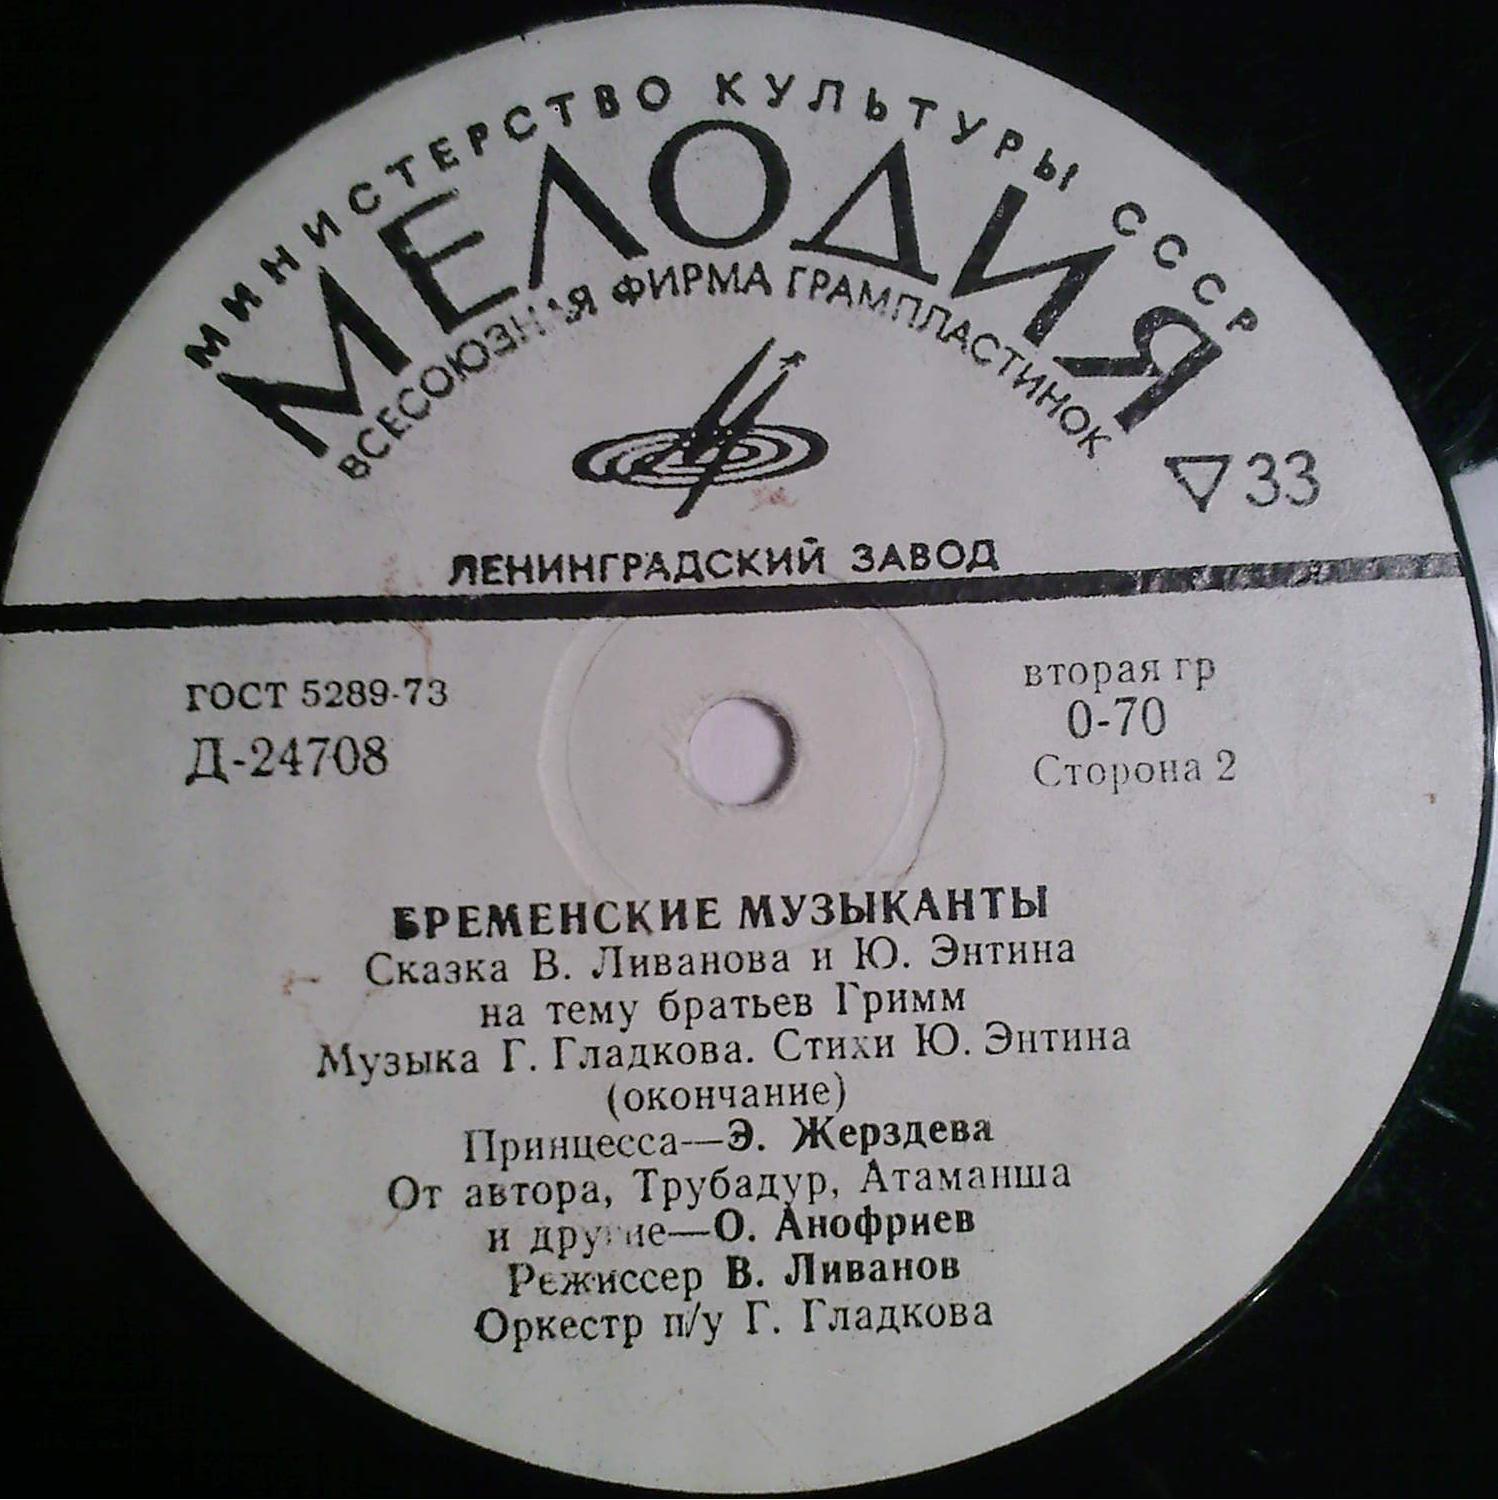 МИНИСТЕРСТВО КУЛЬТУРЫ СССР
МЕЛОДИЯ
ВСЕСОЮЗНАЯ ФИРМА ГРАМПЛАСТИНОК
33
ЛЕНИНГРАДСКИЙ ЗАВОД
ГОСТ 5289-73
Д-24708
вторая гр
0-70
Сторона 2
БРЕМЕНСКИЕ МУЗЫКАНТЫ
Сказка В. Ливанова и Ю. Энтина
на тему братьев Гримм
Музыка Г. Гладкова. Стихи Ю. Энтина
(окончание)
Принцесса—Э. Жерздева
От автора, Трубадур, Атаманша
и другие—О. Анофриев
Режиссер В. Ливанов
Оркестр п/у Г. Гладкова